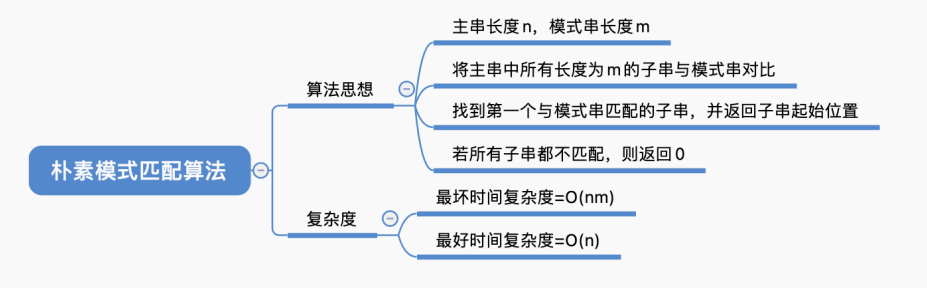 朴素模式匹配算法
算法思想
主串长度n，模式串长度m
将主串中所有长度为m的子串与模式串对比
找到第一个与模式串匹配的子串，并返回子串起始位置
若所有子串都不匹配，则返回0
复杂度
最坏时间复杂度=O(nm)
最好时间复杂度=O(n)